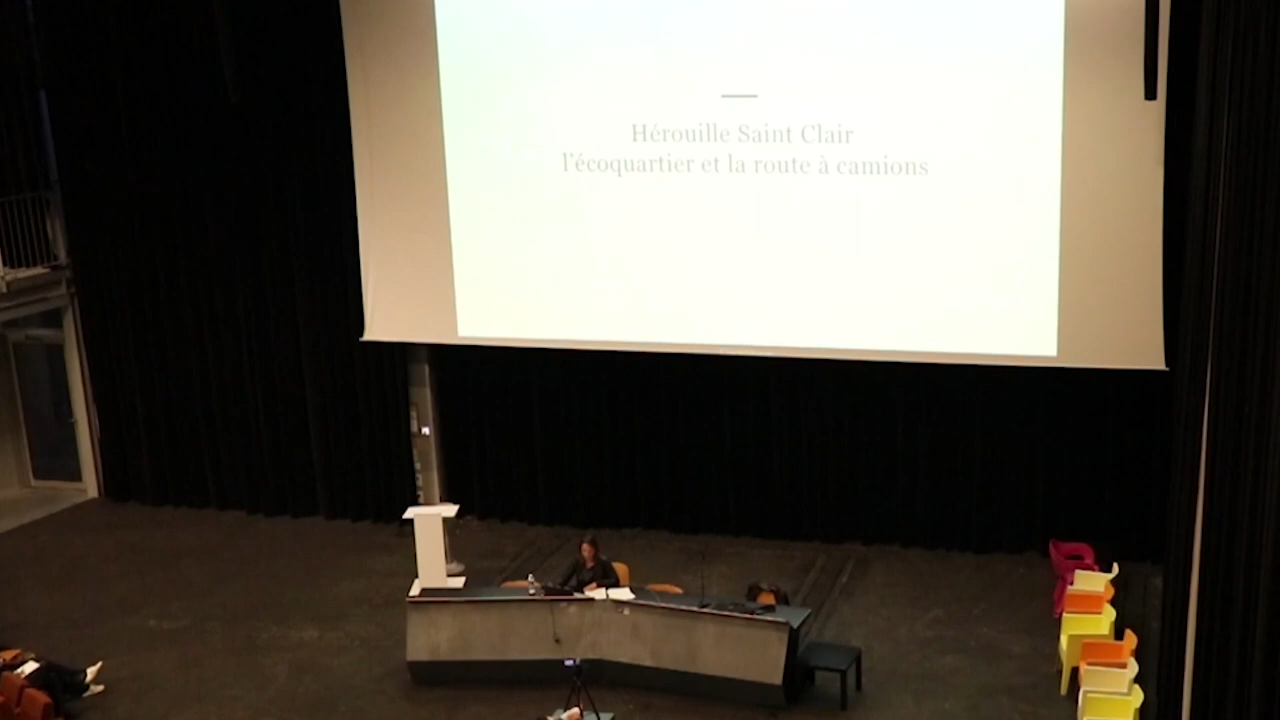 Hérouille Saint Clair
l’écoquartier et la route à camions